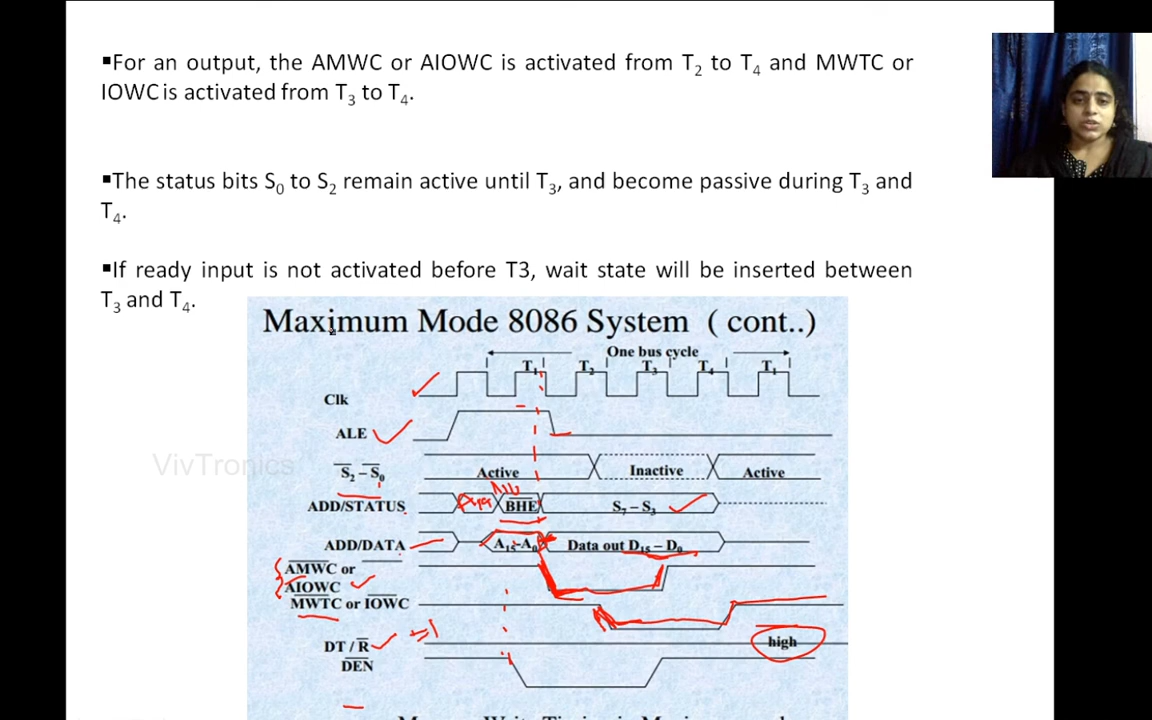 ▪For an output, the AMWC or AIOWC is activated from T2 to T4 and MWTC or
IOWC is activated from T3 to T4.
▪The status bits S0 to S2 remain active until T3, and become passive during T3 and
T4.
▪If ready input is not activated before T3, wait state will be inserted between
T3 and T4.
Maximum Mode 8086 System ( cont..)
One bus cycle
T1 T2 T3 T4 T1
Clk
ALE
VivTronics
S2 – S0 Active Inactive Active
ADD/STATUS BHE S7 – S3
ADD/DATA A15-A0 Data out D15 – D0
AMWC or
AIOWC
MWTC or IOWC
=1
high
DT / R
DEN